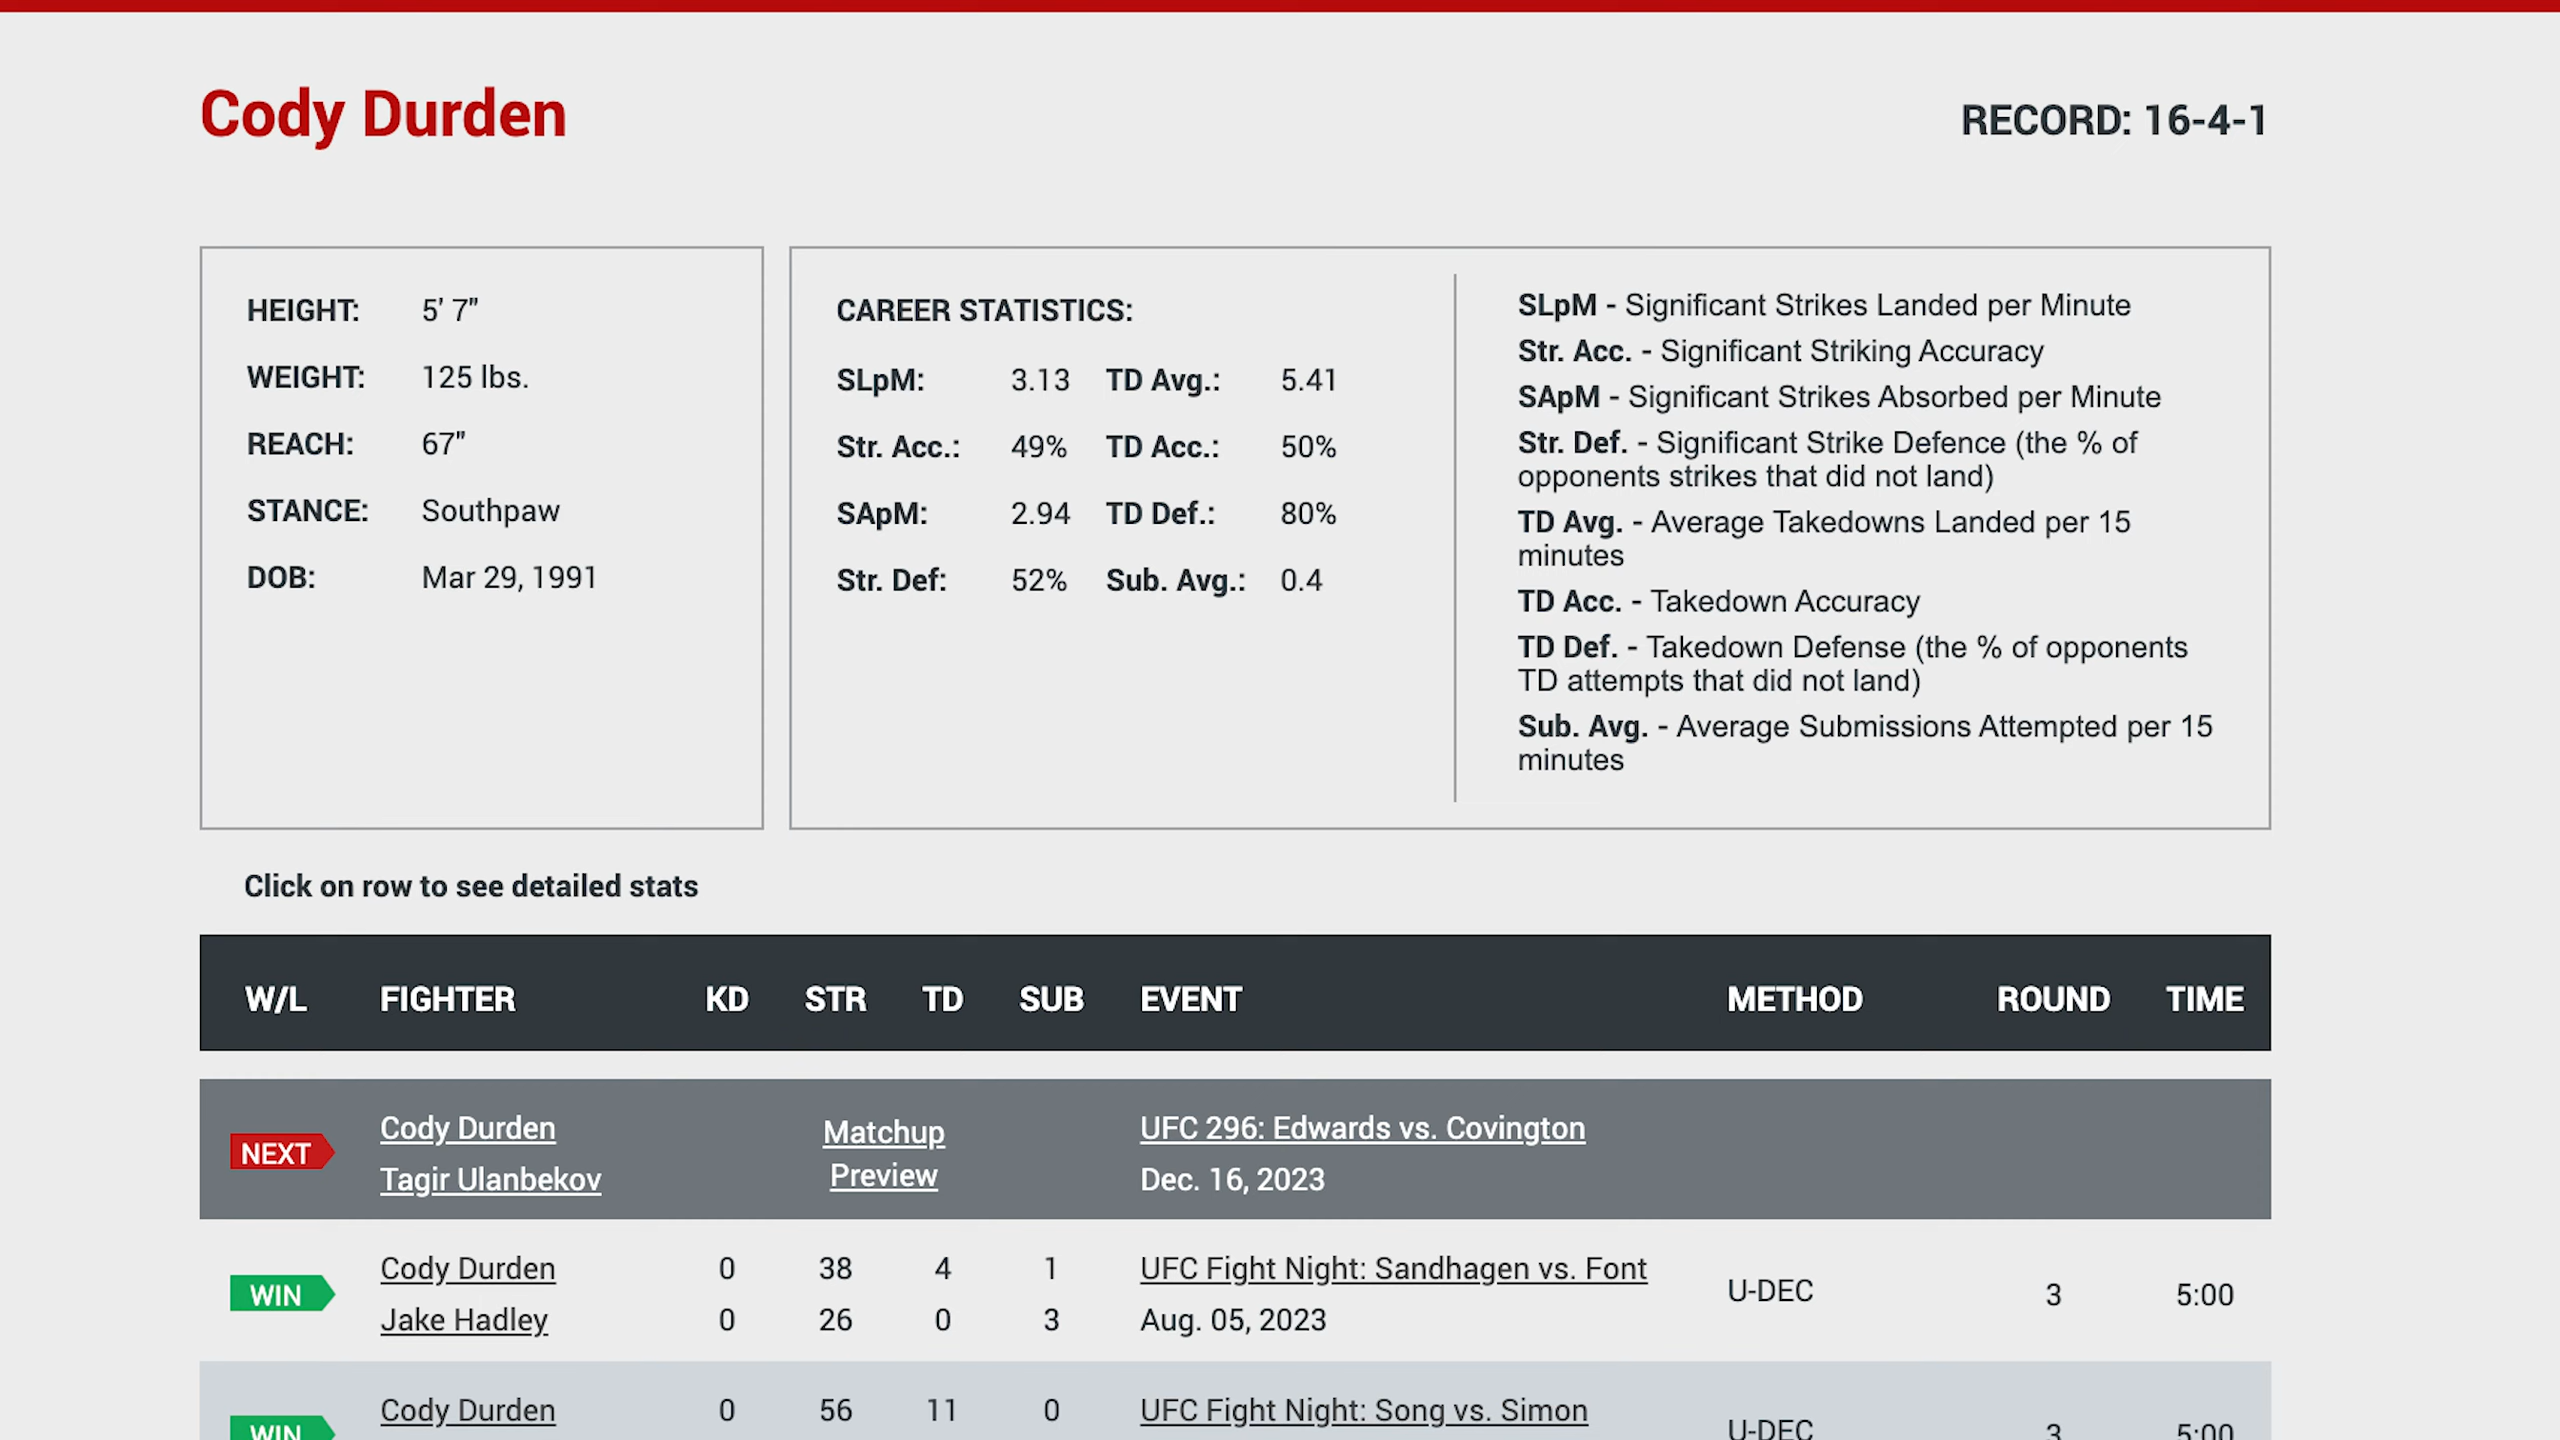 Cody Durden
RECORD: 16-4-1
HEIGHT: 5' 7"
WEIGHT: 125 lbs.
REACH: 67"
STANCE: Southpaw
DOB: Mar 29, 1991
CAREER STATISTICS:
SLpM: 3.13 TD Avg.: 5.41
Str. Acc.: 49% TD Acc.: 50%
SApM: 2.94 TD Def.: 80%
Str. Def: 52% Sub. Avg.: 0.4
SLpM - Significant Strikes Landed per Minute
Str. Acc. - Significant Striking Accuracy
SApM - Significant Strikes Absorbed per Minute
Str. Def. - Significant Strike Defence (the % of
opponents strikes that did not land)
TD Avg. - Average Takedowns Landed per 15
minutes
TD Acc. - Takedown Accuracy
TD Def. - Takedown Defense (the % of opponents
TD attempts that did not land)
Sub. Avg. - Average Submissions Attempted per 15
minutes
Click on row to see detailed stats
W/L FIGHTER KD STR TD SUB EVENT METHOD ROUND TIME
NEXT
Cody Durden
Tagir Ulanbekov
Matchup
Preview
UFC 296: Edwards vs. Covington
Dec. 16, 2023
WIN
Cody Durden 0 38 4 1 UFC Fight Night: Sandhagen vs. Font
Jake Hadley 0 26 0 3 Aug. 05, 2023
U-DEC 3 5:00
WIN
Cody Durden 0 56 11 0 UFC Fight Night: Song vs. Simon
U-DEC 3 5:00